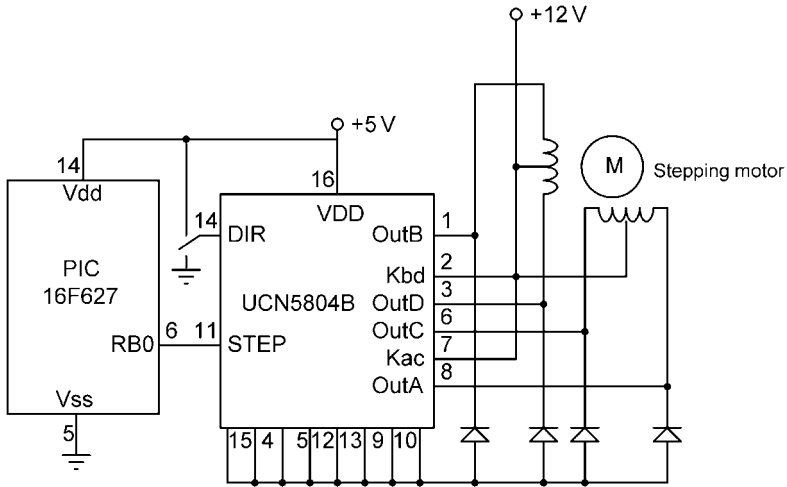 +12 V
+5 V
14
Vdd
PIC
16F627
RB0
6
Vss
5
16
VDD
14
DIR
UCN5804B
11
STEP
OutB
1
Kbd
2
OutD
3
OutC
6
Kac
7
OutA
8
15 4 5 12 13 9 10
M
Stepping motor